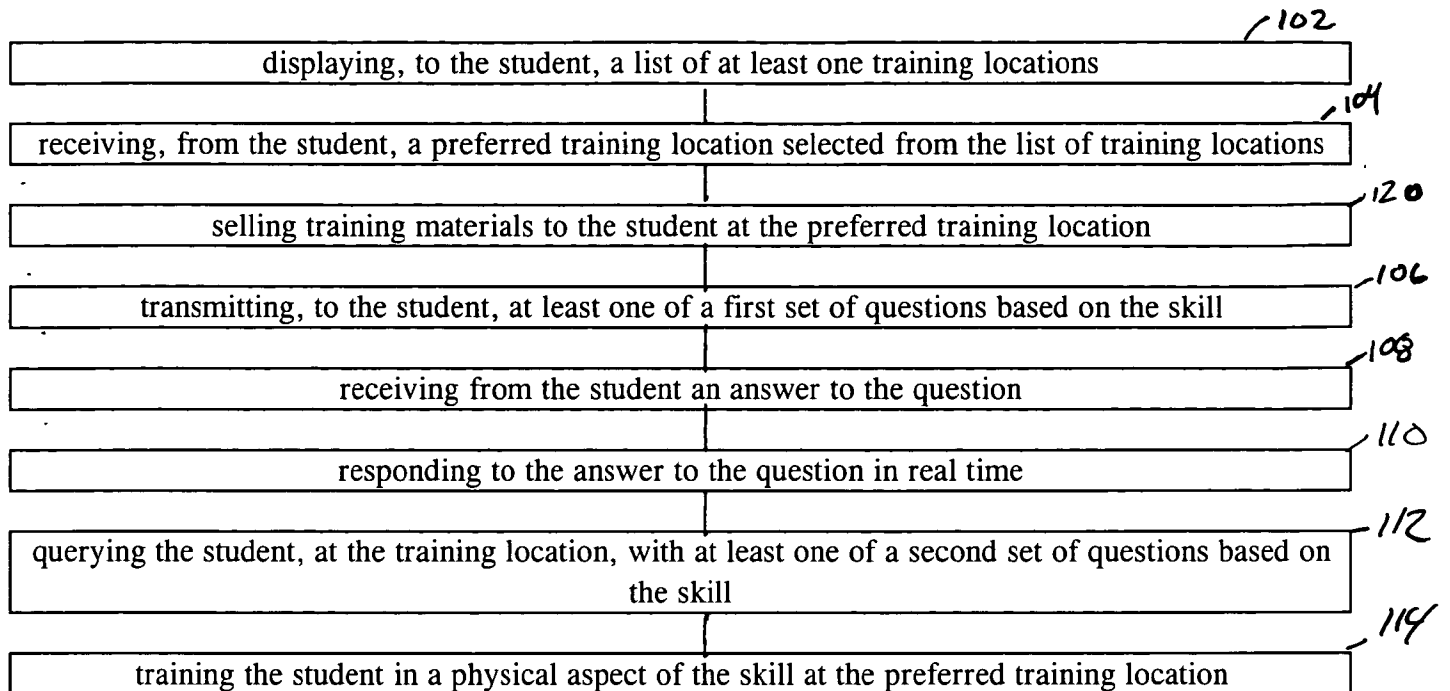 102
displaying, to the student, a list of at least one training locations
104
receiving, from the student, a preferred training location selected from the list of training locations
120
selling training materials to the student at the preferred training location
106
transmitting, to the student, at least one of a first set of questions based on the skill
108
receiving from the student an answer to the question
110
responding to the answer to the question in real time
112
querying the student, at the training location, with at least one of a second set of questions based on
the skill
114
training the student in a physical aspect of the skill at the preferred training location